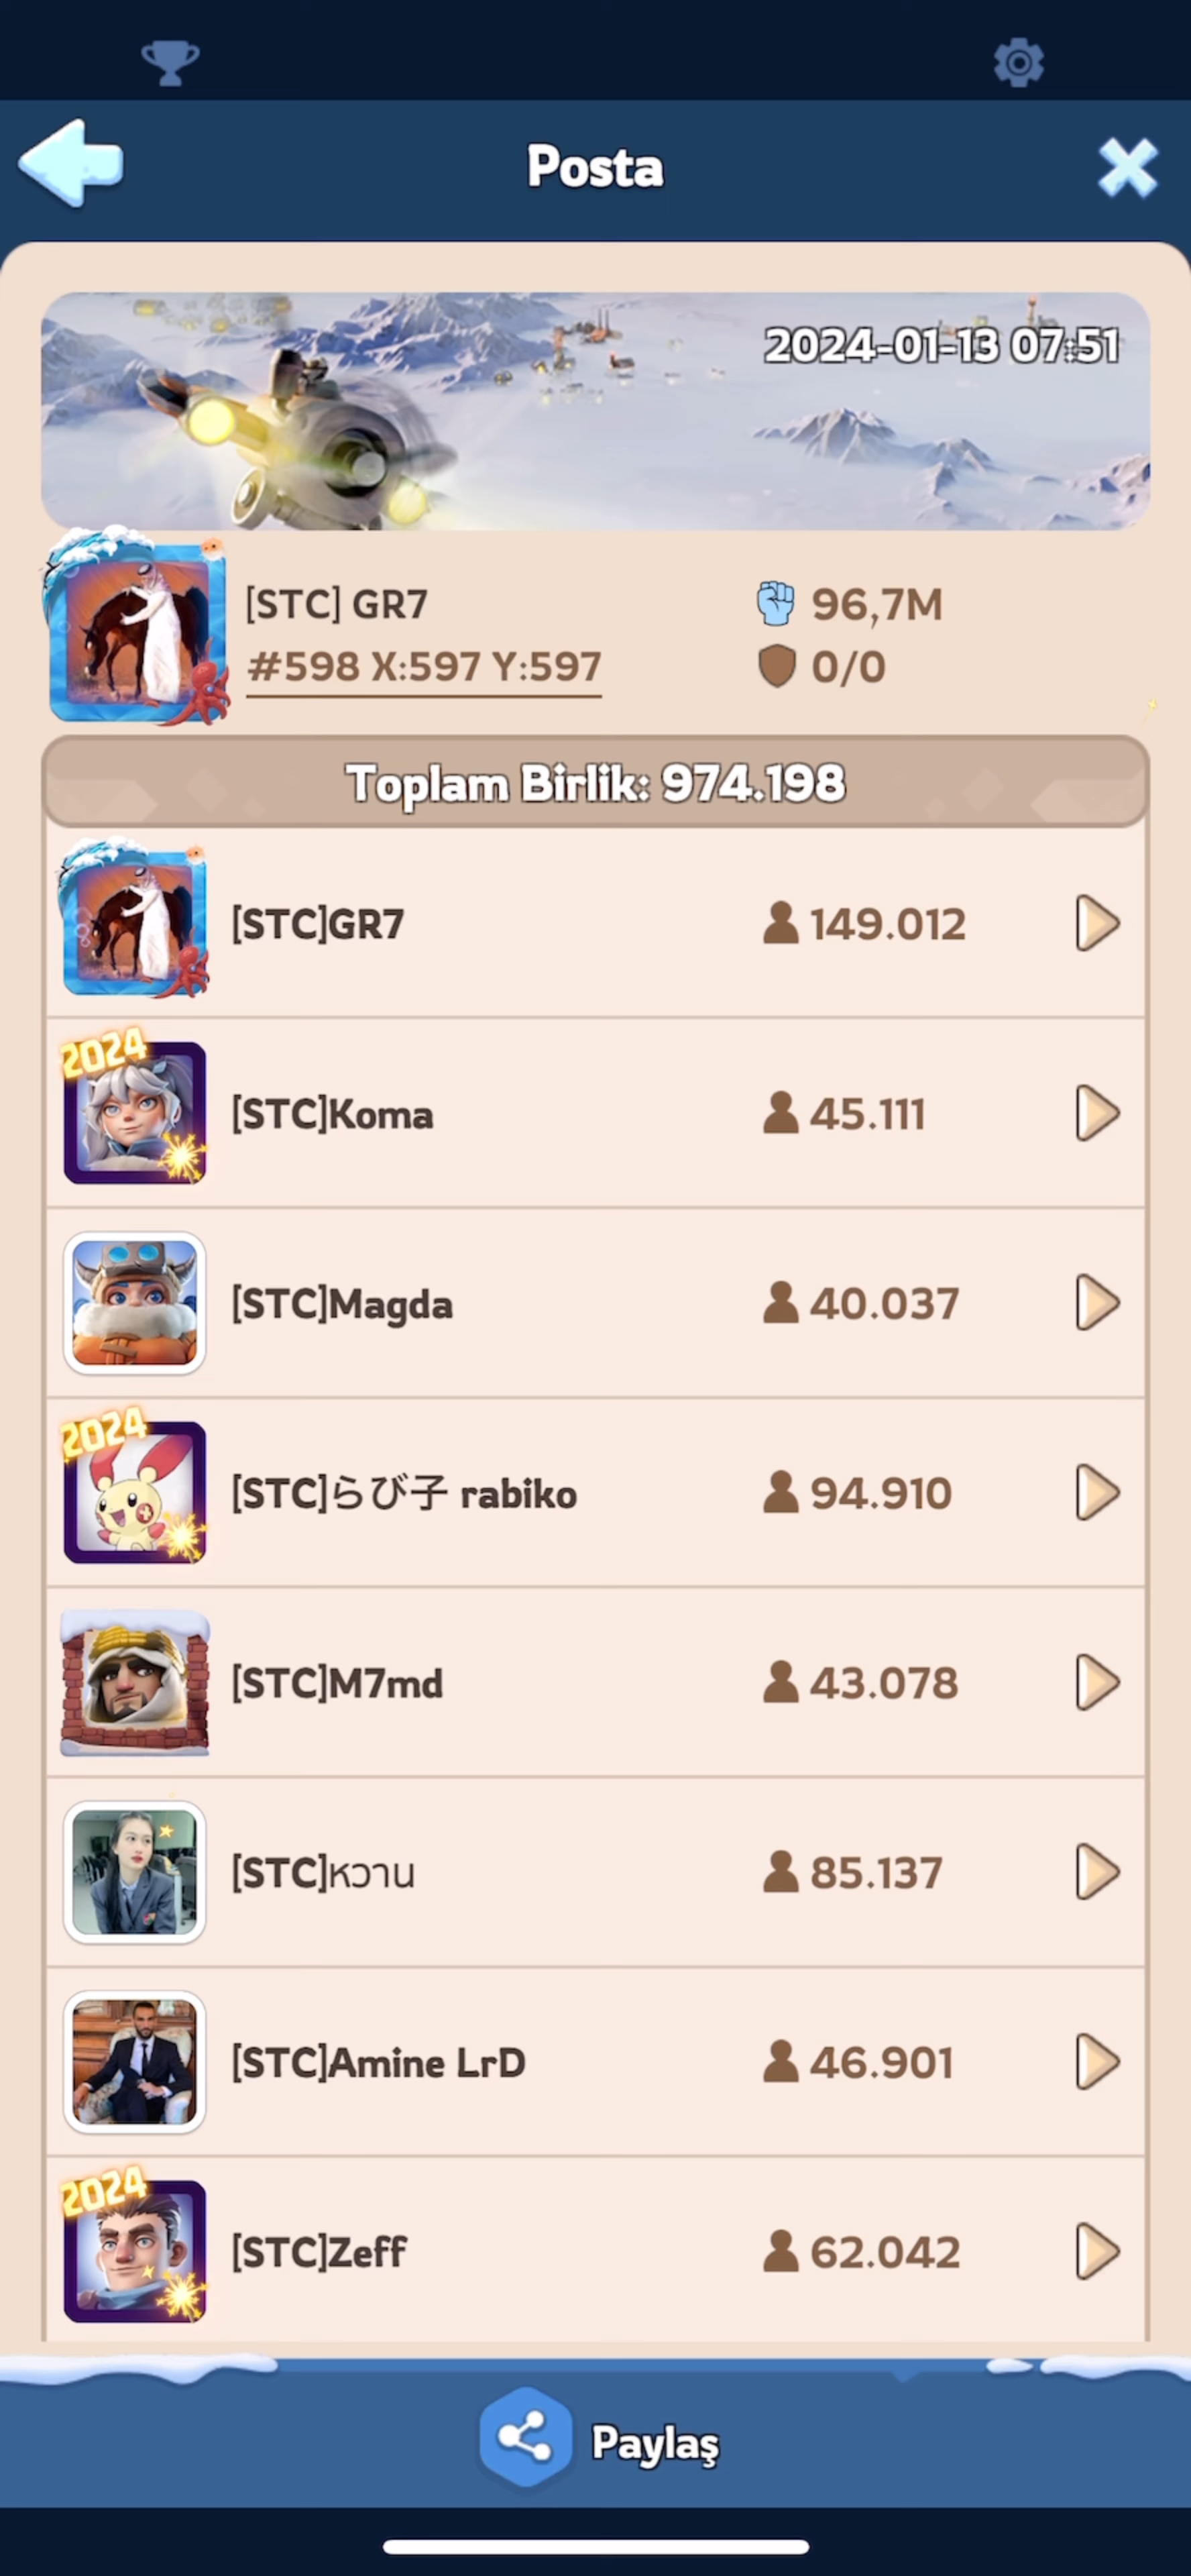 Posta
2024-01-13 07:51
[STC] GR7
96,7M
#598 X:597 Y:597
0/0
Toplam Birlik: 974.198
[STC]GR7
149.012
2024
[STC]Koma
45.111
[STC]Magda
40.037
2024
[STC]らび子 rabiko
94.910
[STC]M7md
43.078
[STC]หวาน
85.137
[STC]Amine LrD
46.901
2024
[STC]Zeff
62.042
Paylaş